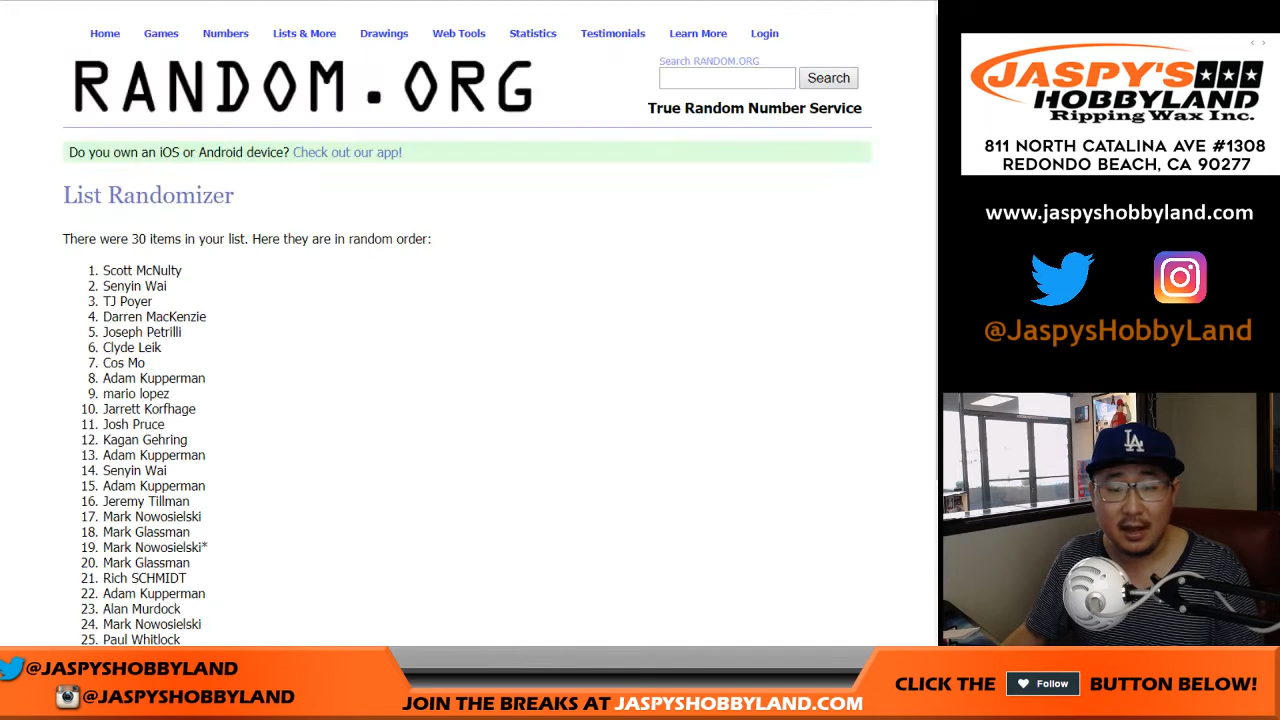 Home Games Numbers Lists & More Drawings Web Tools Statistics Testimonials Learn More Login
RANDOM.ORG
Search RANDOM.ORG
Search
True Random Number Service
Do you own an iOS or Android device? Check out our app!
List Randomizer
There were 30 items in your list. Here they are in random order:
1. Scott McNulty
2. Senyin Wai
3. TJ Poyer
4. Darren MacKenzie
5. Joseph Petrilli
6. Clyde Leik
7. Cos Mo
8. Adam Kupperman
9. mario lopez
10. Jarrett Korfhage
11. Josh Pruce
12. Kagan Gehring
13. Adam Kupperman
14. Senyin Wai
15. Adam Kupperman
16. Jeremy Tillman
17. Mark Nowosielski
18. Mark Glassman
19. Mark Nowosielski*
20. Mark Glassman
21. Rich SCHMIDT
22. Adam Kupperman
23. Alan Murdock
24. Mark Nowosielski
25. Paul Whitlock
JASPY'S
HOBBYLAND
Ripping Wax Inc.
811 NORTH CATALINA AVE #1308
REDONDO BEACH, CA 90277
www.jaspyshobbyland.com
@JaspysHobbyLand
LA
@JASPYSHOBBYLAND
@JASPYSHOBBYLAND
JOIN THE BREAKS AT JASPYSHOBBYLAND.COM
CLICK THE Follow BUTTON BELOW!